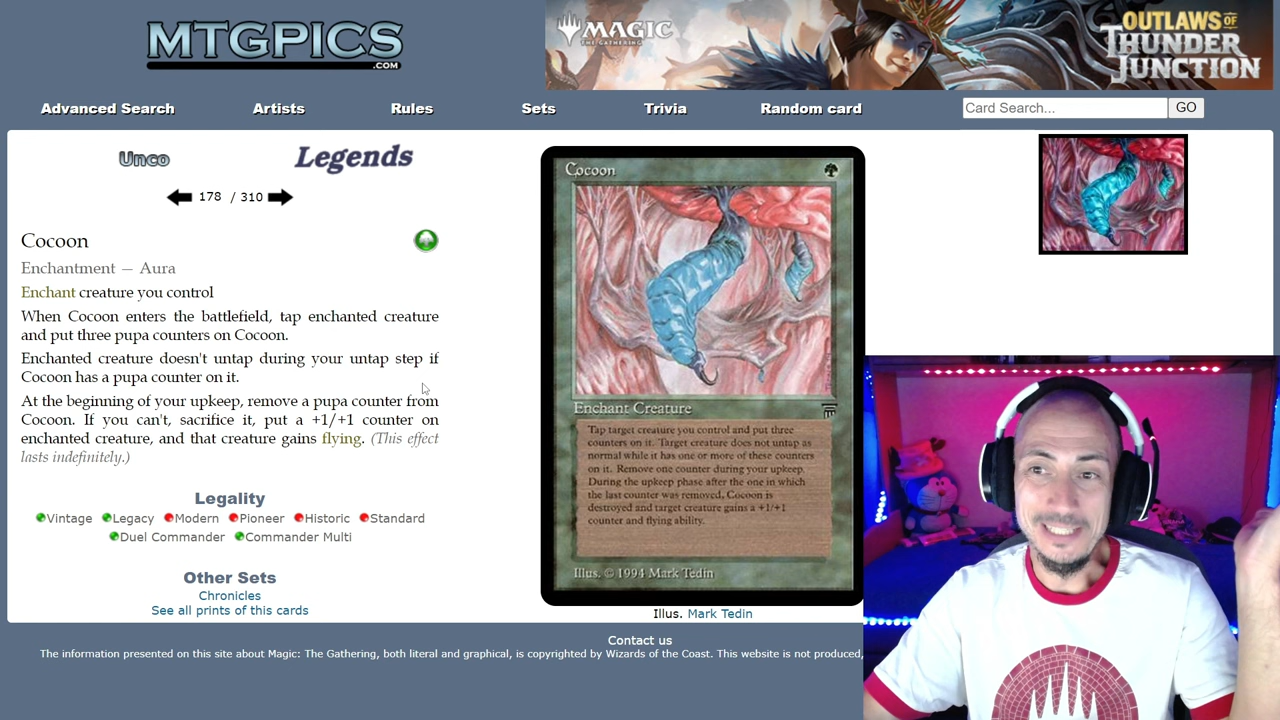 MTGPICS
.COM
MAGIC
THE GATHERING
OUTLAWS OF
THUNDER
JUNCTION
Advanced Search
Artists
Rules
Sets
Trivia
Random card
Card Search...
GO
Unco
Legends
178 / 310
Cocoon
Enchantment — Aura
Enchant creature you control
When Cocoon enters the battlefield, tap enchanted creature
and put three pupa counters on Cocoon.
Enchanted creature doesn't untap during your untap step if
Cocoon has a pupa counter on it.
At the beginning of your upkeep, remove a pupa counter from
Cocoon. If you can't, sacrifice it, put a +1/+1 counter on
enchanted creature, and that creature gains flying. (This effect
lasts indefinitely.)
Legality
Vintage Legacy Modern Pioneer Historic Standard
Duel Commander Commander Multi
Other Sets
Chronicles
See all prints of this cards
Cocoon
Enchant Creature
Tap target creature you control and put three
counters on it. Target creature does not untap as
normal while it has one or more of these counters
on it. Remove one counter during your upkeep.
During the upkeep phase after the one in which
the last counter was removed, Cocoon is
destroyed and target creature gains a +1/+1
counter and flying ability.
Illus. © 1994 Mark Tedin
Illus. Mark Tedin
Contact us
The information presented on this site about Magic: The Gathering, both literal and graphical, is copyrighted by Wizards of the Coast. This website is not produced,